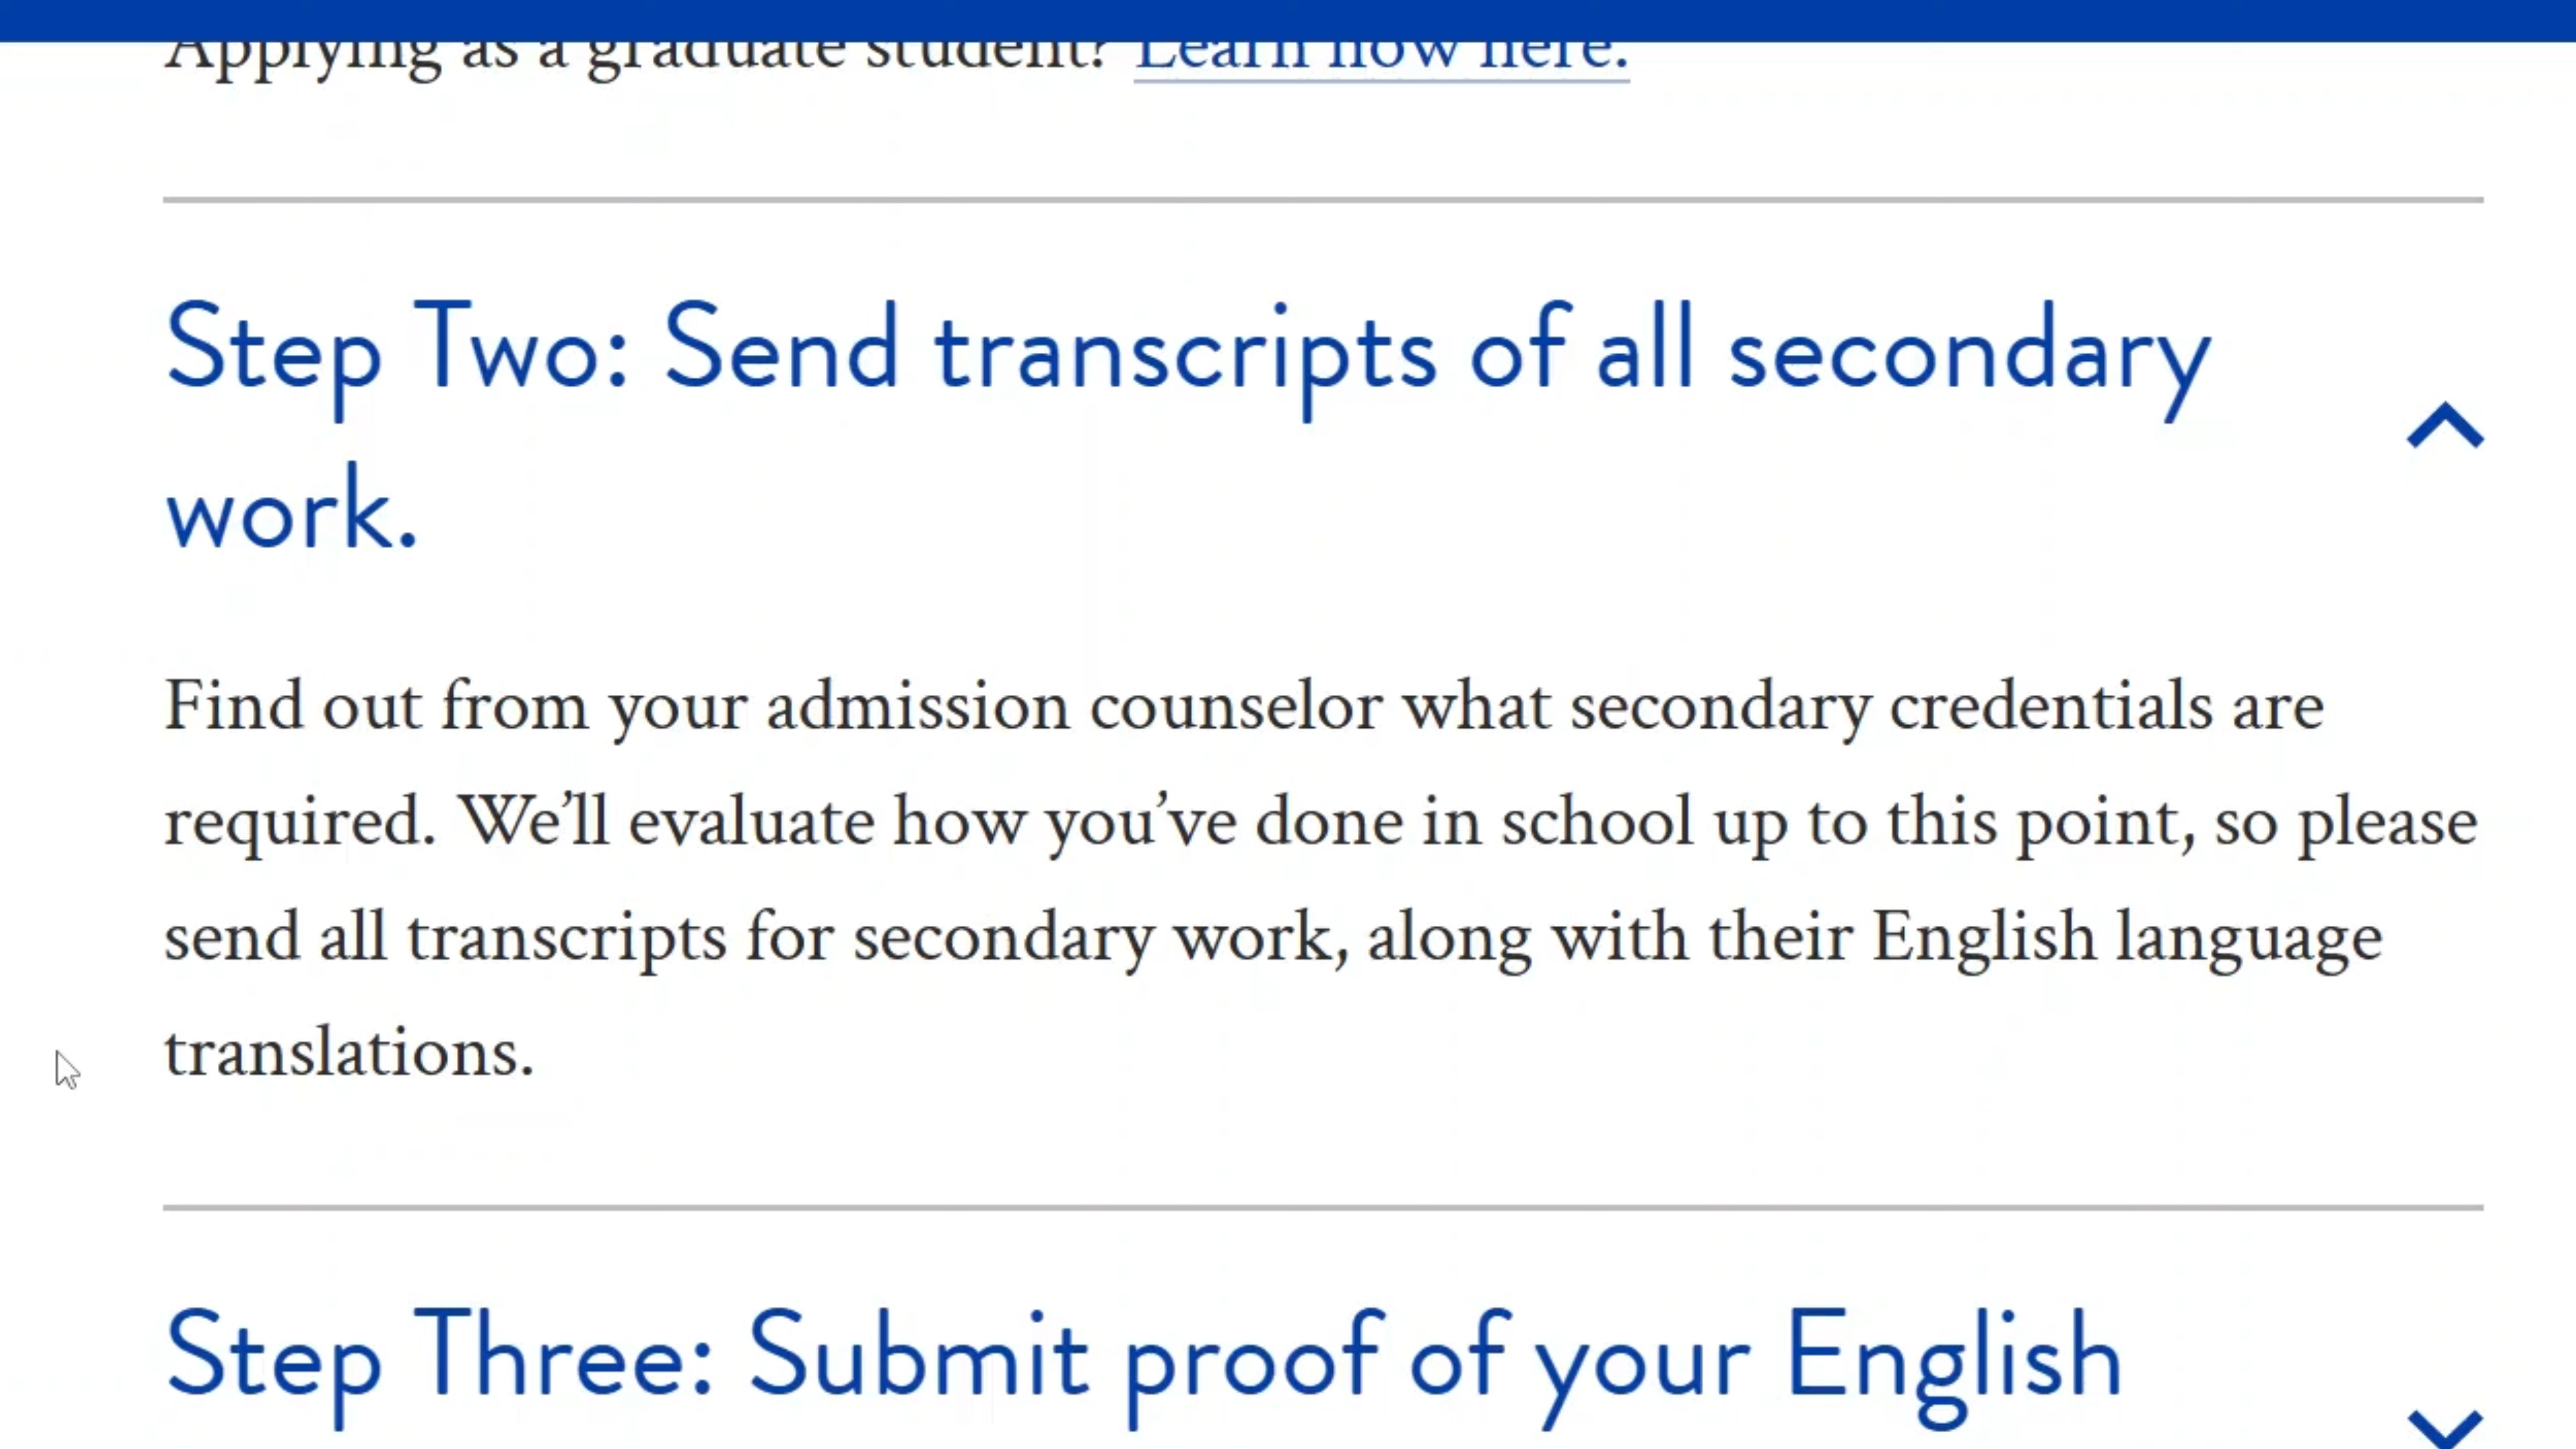 Applying as a graduate student? Learn how here.
Step Two: Send transcripts of all secondary
work.
Find out from your admission counselor what secondary credentials are
required. We’ll evaluate how you’ve done in school up to this point, so please
send all transcripts for secondary work, along with their English language
translations.
Step Three: Submit proof of your English